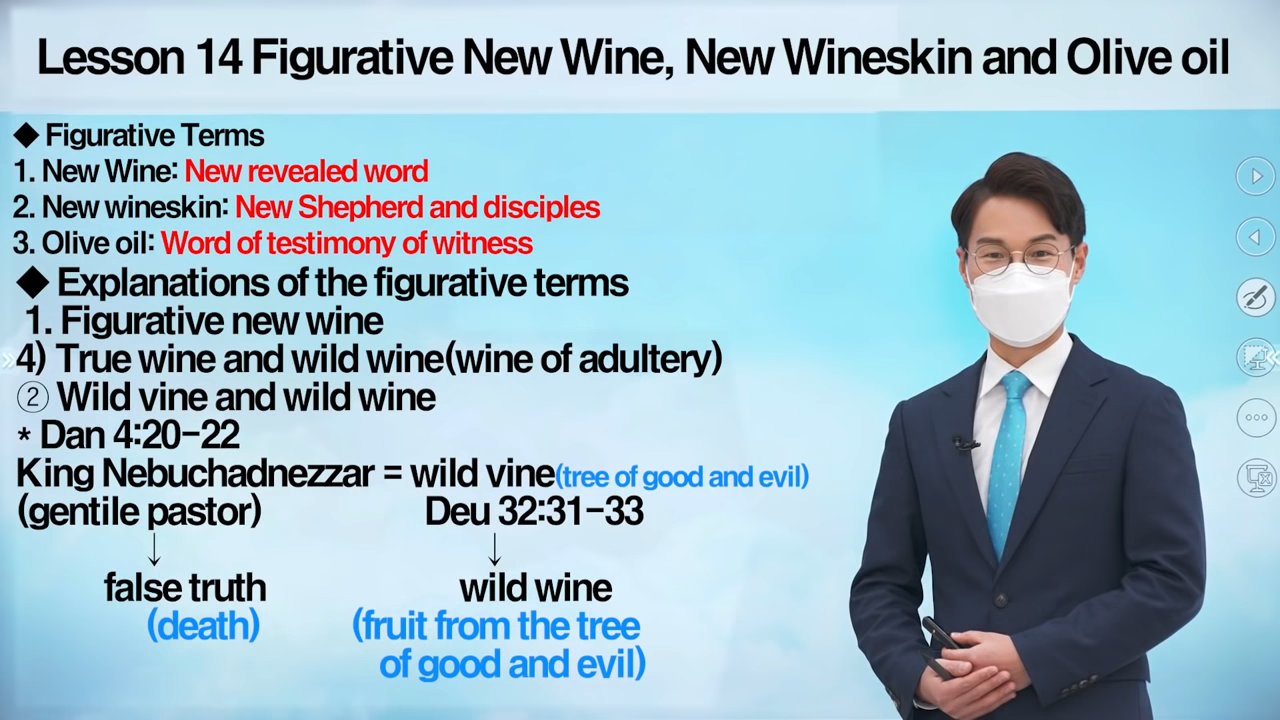 Lesson 14 Figurative New Wine, New Wineskin and Olive oil
◆ Figurative Terms
1. New Wine: New revealed word
2. New wineskin: New Shepherd and disciples
3. Olive oil: Word of testimony of witness
◆ Explanations of the figurative terms
1. Figurative new wine
4) True wine and wild wine(wine of adultery)
② Wild vine and wild wine
* Dan 4:20-22
King Nebuchadnezzar = wild vine(tree of good and evil)
(gentile pastor) Deu 32:31-33
↓ ↓
false truth wild wine
(death) (fruit from the tree
of good and evil)